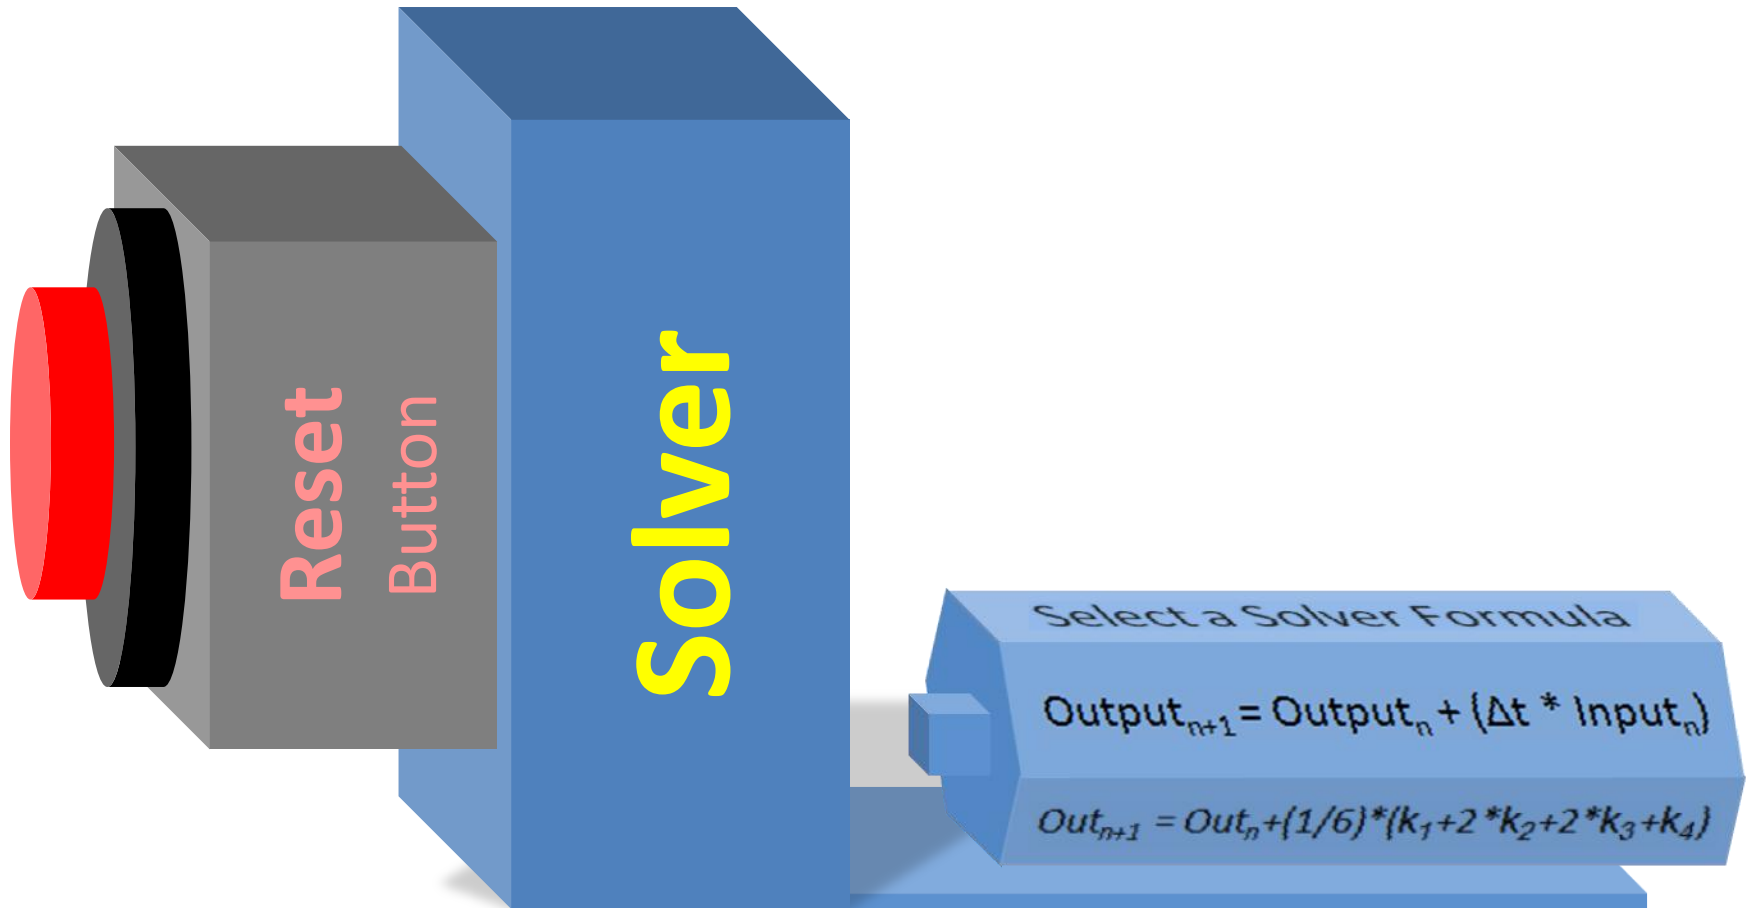 Reset
Button
Solver
Select a Solver Formula
Outputₙ₊₁ = Outputₙ + (Δt * Inputₙ)
Outₙ₊₁ = Outₙ+(1/6)*(k₁+2*k₂+2*k₃+k₄)